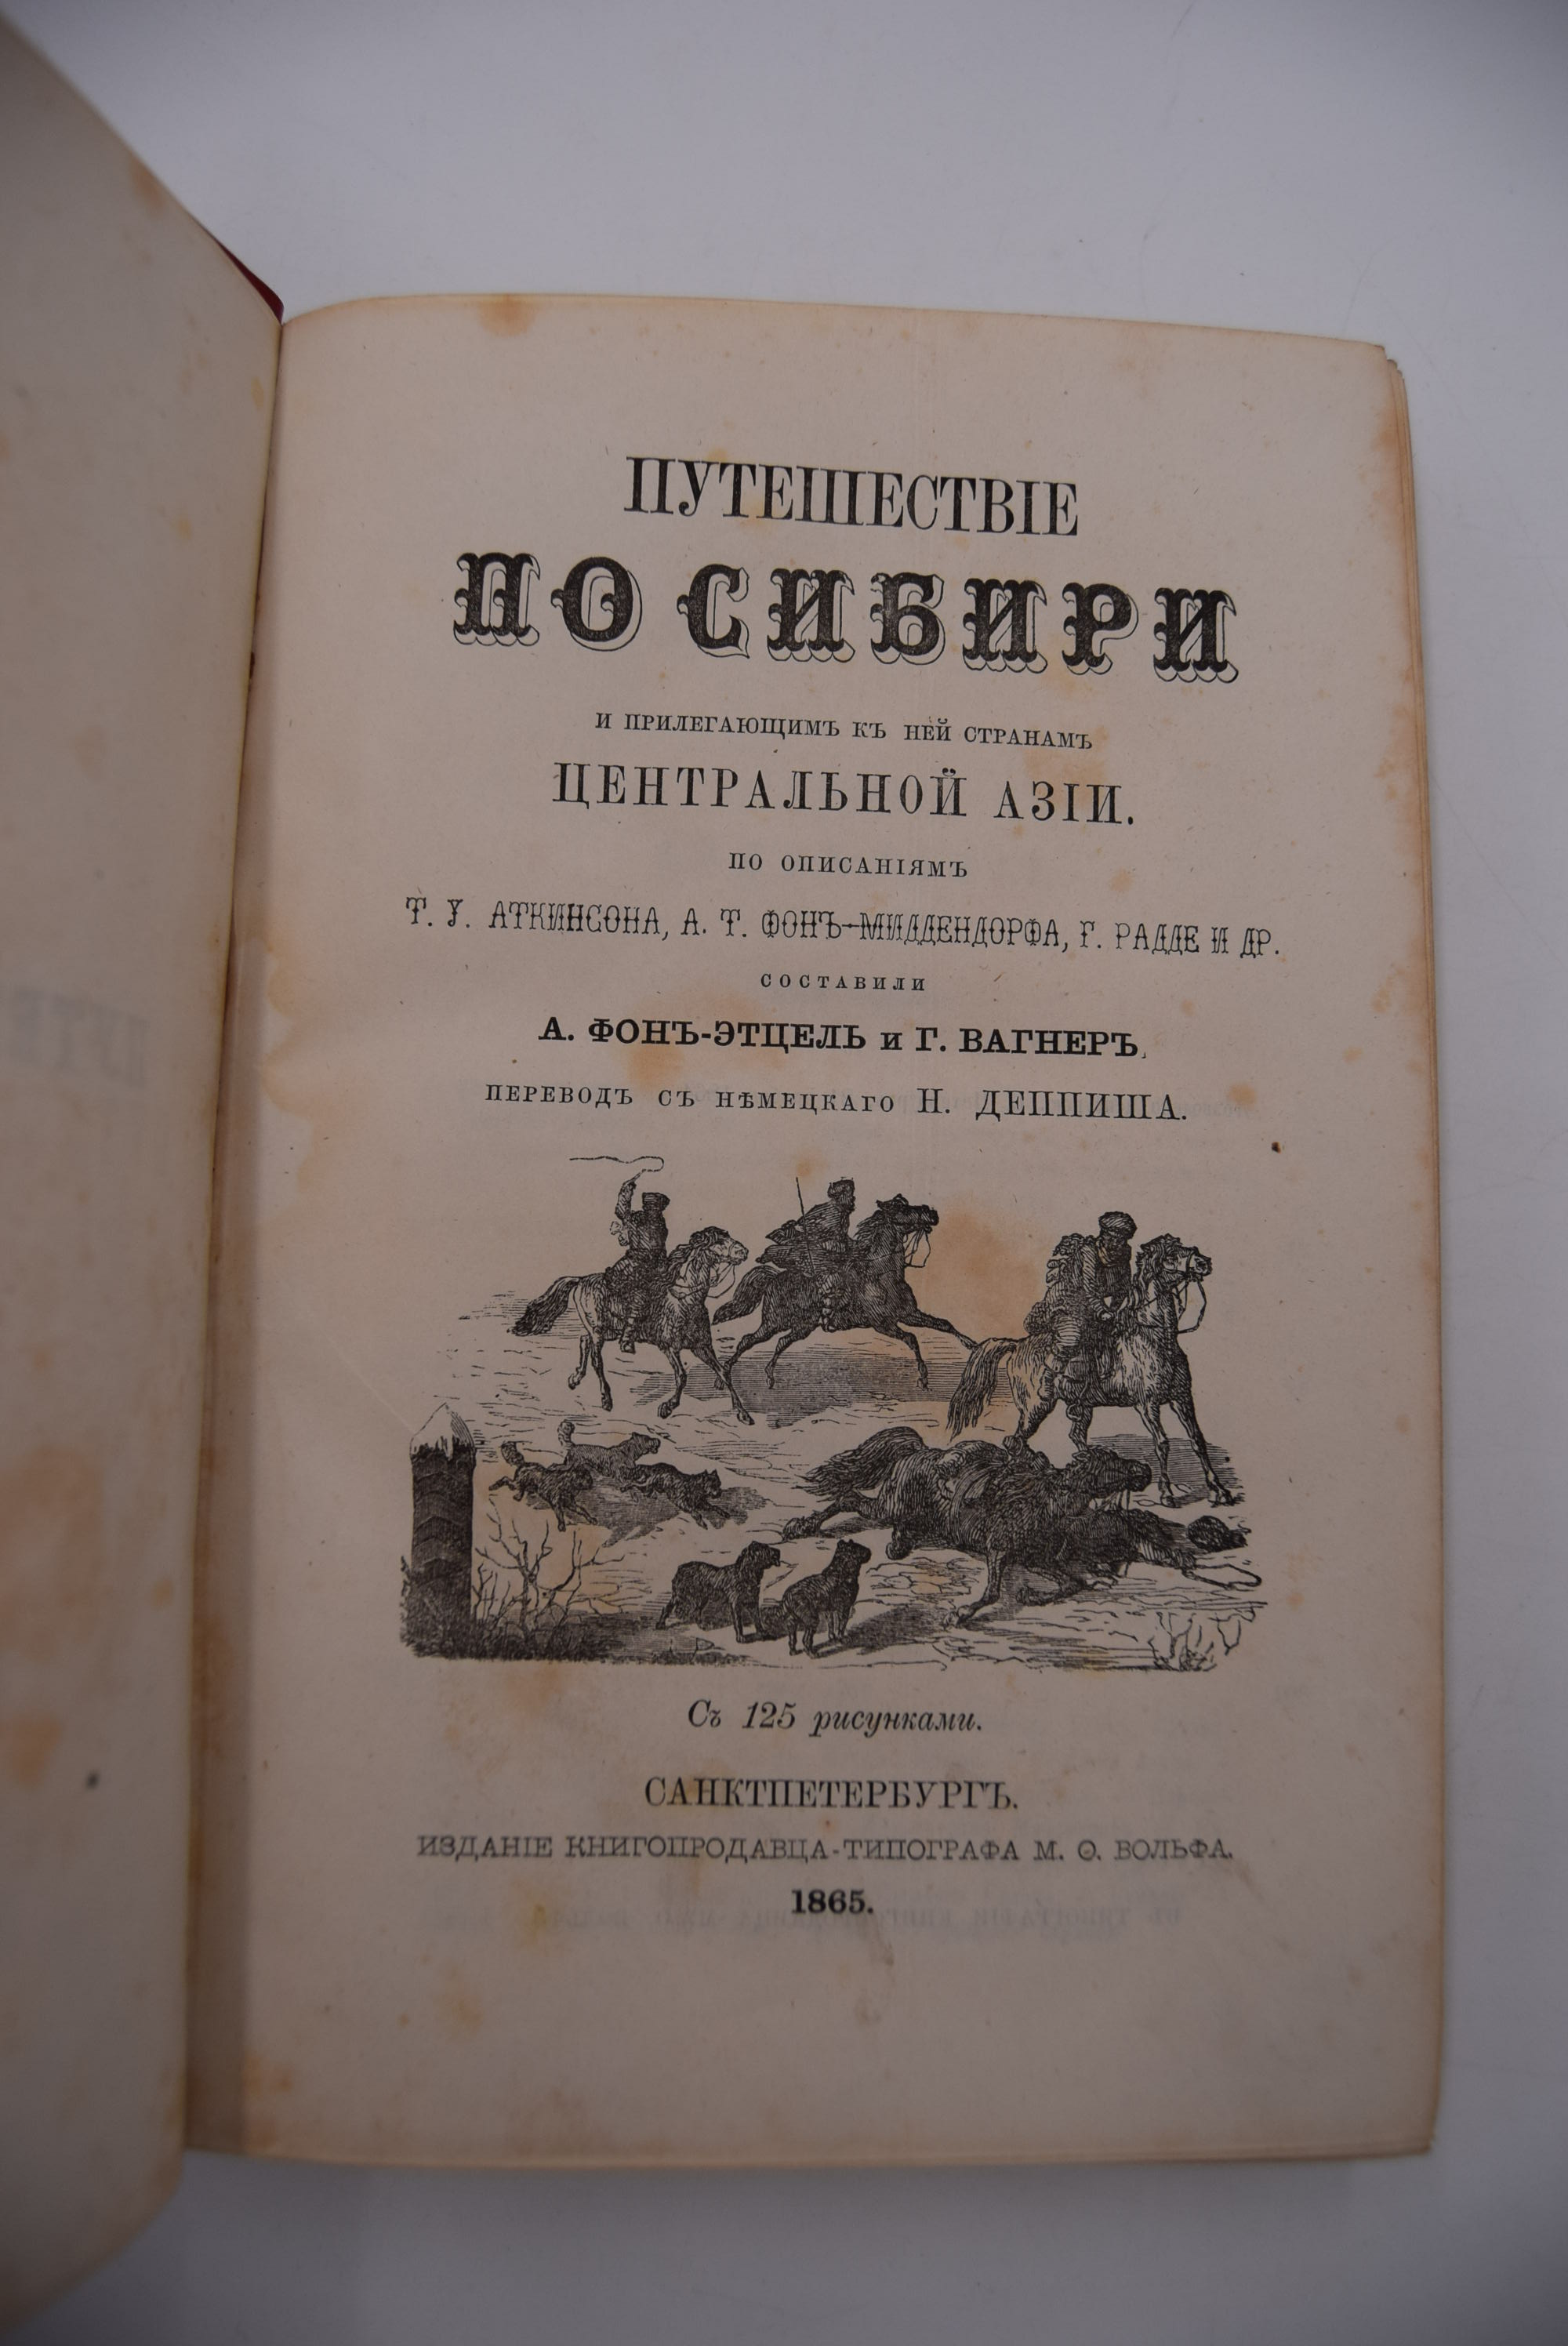 ПУТЕШЕСТВІЕ
ПО СИБИРИ
И ПРИЛЕГАЮЩИМЪ КЪ НЕЙ СТРАНАМЪ
ЦЕНТРАЛЬНОЙ АЗІИ.
ПО ОПИСАНІЯМЪ
Т. У. АТКИНСОНА, А. Т. ФОНЪ-МИДДЕНДОРФА, Г. РАДДЕ И ДР.
СОСТАВИЛИ
А. ФОНЪ-ЭТЦЕЛЬ и Г. ВАГНЕРЪ,
ПЕРЕВОДЪ СЪ НѢМЕЦКАГО Н. ДЕППИША.
Съ 125 рисунками.
САНКТПЕТЕРБУРГЪ.
ИЗДАНІЕ КНИГОПРОДАВЦА-ТИПОГРАФА М. О. ВОЛЬФА.
1865.